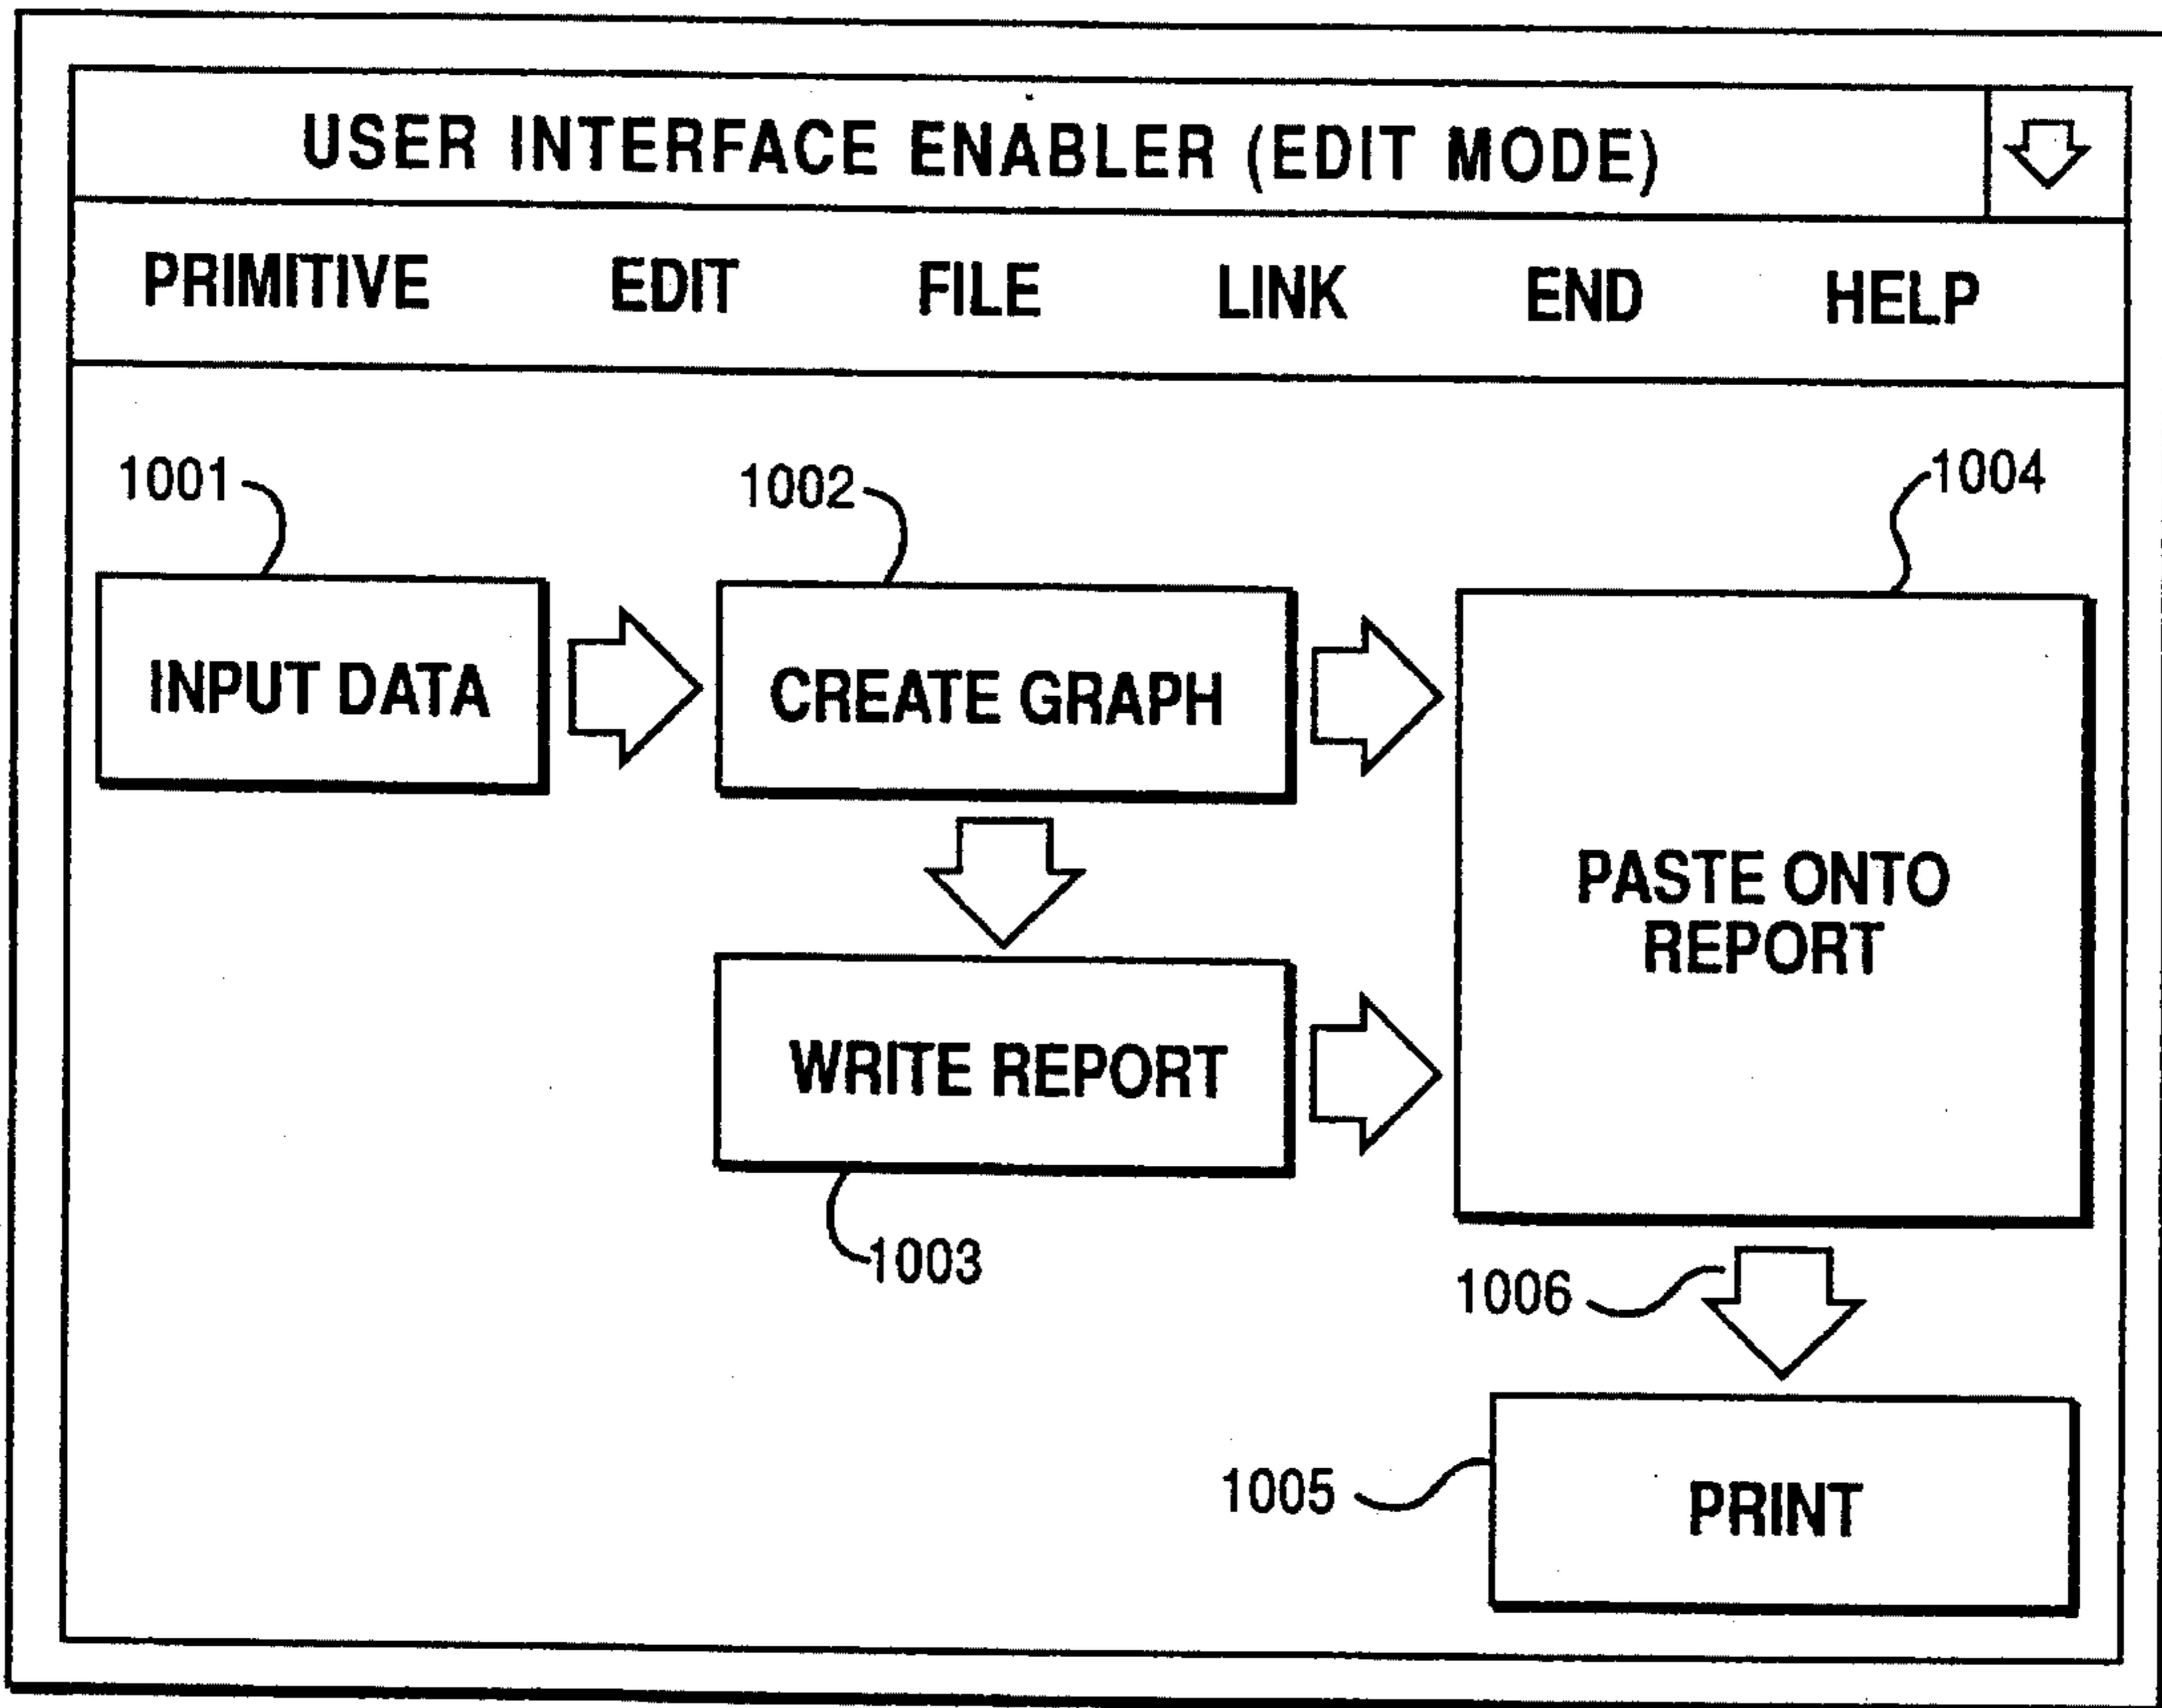 USER INTERFACE ENABLER (EDIT MODE)
PRIMITIVE EDIT FILE LINK END HELP
1001
1002
1004
INPUT DATA
CREATE GRAPH
PASTE ONTO
REPORT
WRITE REPORT
1003
1006
1005
PRINT